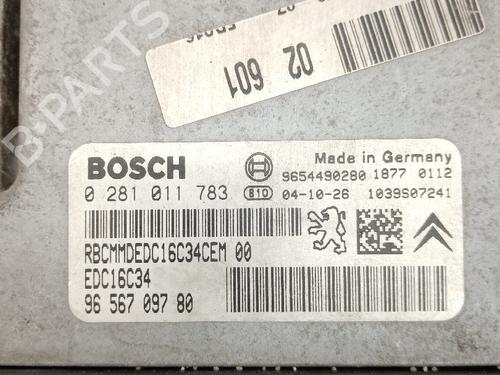 02 601
BOSCH
Made in Germany
9654490280 1877 0112
0 281 011 783 810 04-10-26 1039S07241
RBCMMDEDC16C34CEM 00
EDC16C34
96 567 097 80
B-PARTS